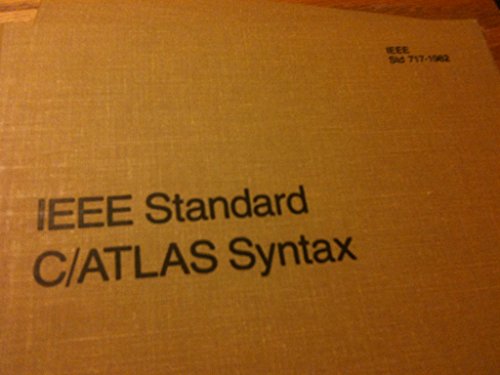 IEEE
Std 717-1982
IEEE Standard
C/ATLAS Syntax